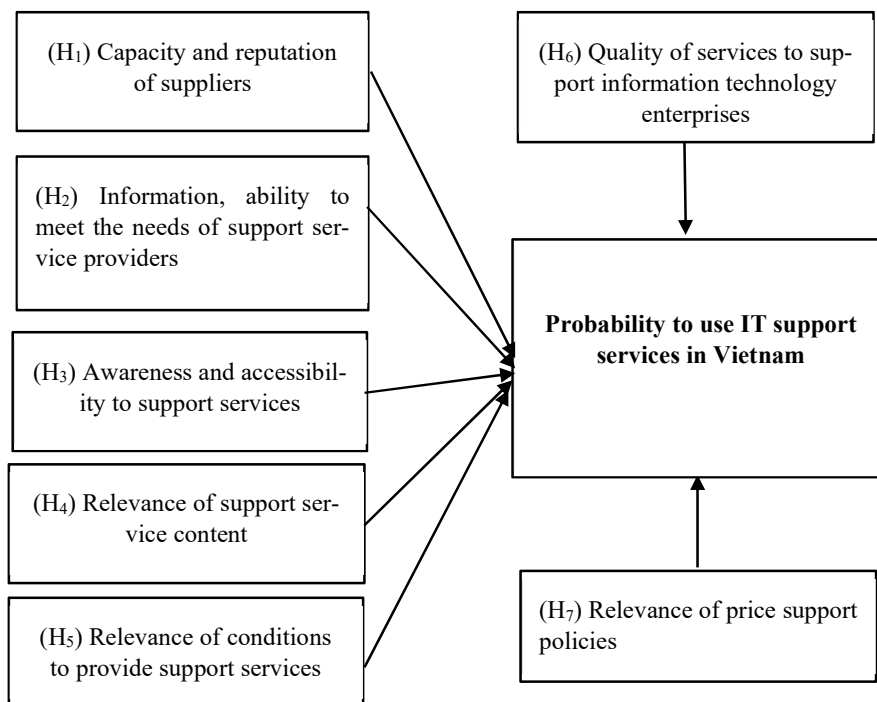 (H₁) Capacity and reputation
of suppliers
(H₂) Information, ability to
meet the needs of support ser-
vice providers
(H₃) Awareness and accessibil-
ity to support services
(H₄) Relevance of support ser-
vice content
(H₅) Relevance of conditions
to provide support services
(H₆) Quality of services to sup-
port information technology
enterprises
Probability to use IT support
services in Vietnam
(H₇) Relevance of price support
policies